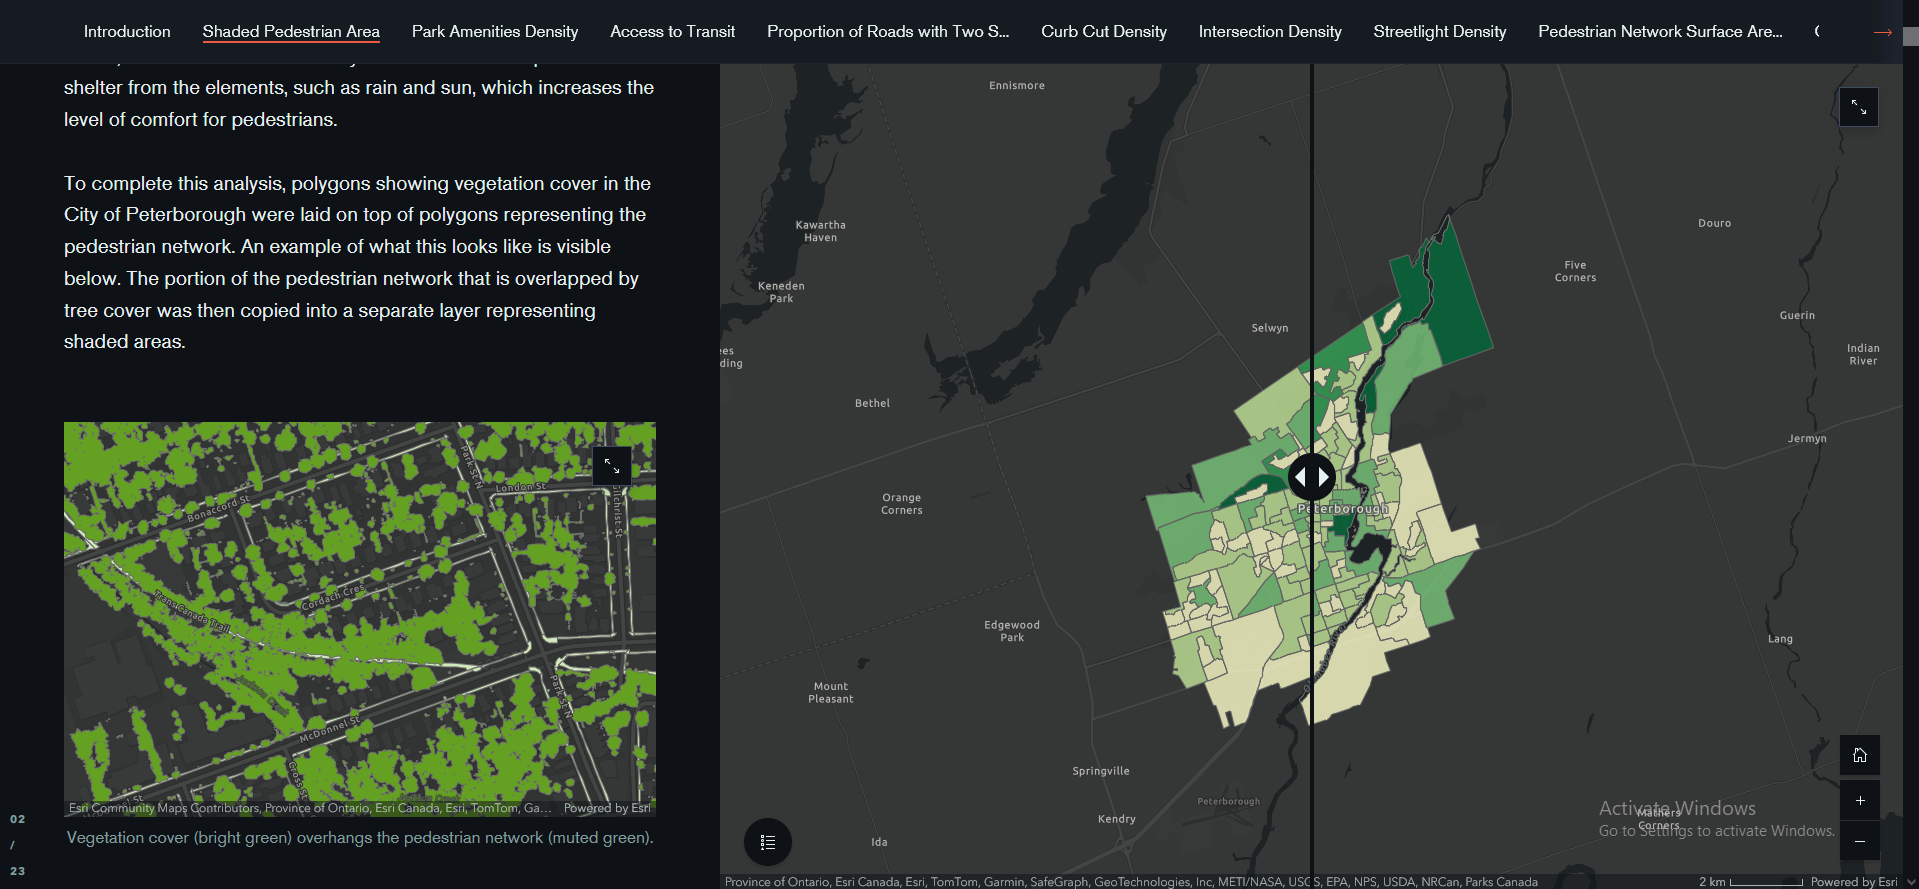 Introduction
Shaded Pedestrian Area
Park Amenities Density
Access to Transit
Proportion of Roads with Two S...
Curb Cut Density
Intersection Density
Streetlight Density
Pedestrian Network Surface Are...
shelter from the elements, such as rain and sun, which increases the
level of comfort for pedestrians.
To complete this analysis, polygons showing vegetation cover in the
City of Peterborough were laid on top of polygons representing the
pedestrian network. An example of what this looks like is visible
below. The portion of the pedestrian network that is overlapped by
tree cover was then copied into a separate layer representing
shaded areas.
Park St N
London St
Gilchrist St
Bonaccord St
Cordach Cres
Trans Canada Trail
McDonnel St
Park St N
Cross St
Esri Community Maps Contributors, Province of Ontario, Esri Canada, Esri, TomTom, Ga...
Powered by Esri
Vegetation cover (bright green) overhangs the pedestrian network (muted green).
02
/
23
Ennismore
Kawartha
Haven
Keneden
Park
Selwyn
Douro
Five
Corners
Guerin
Indian
River
Bethel
Jermyn
Orange
Corners
Peterborough
Edgewood
Park
Lang
Mount
Pleasant
Springville
Peterborough
Kendry
Ida
Mathers
Corners
Activate Windows
Go to Settings to activate Windows.
Province of Ontario, Esri Canada, Esri, TomTom, Garmin, SafeGraph, GeoTechnologies, Inc, METI/NASA, USGS, EPA, NPS, USDA, NRCan, Parks Canada
2 km
Powered by Esri